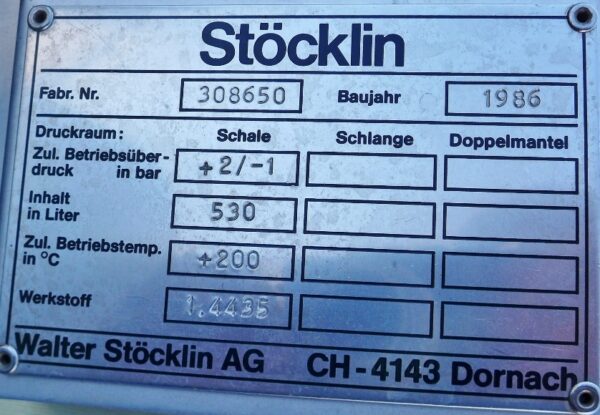 Stöcklin
Fabr. Nr. 308650 Baujahr 1986
Druckraum: Schale Schlange Doppelmantel
Zul. Betriebsüber-
druck in bar +2/-1
Inhalt
in Liter 530
Zul. Betriebstemp.
in °C +200
Werkstoff 1.4435
Walter Stöcklin AG CH-4143 Dornach